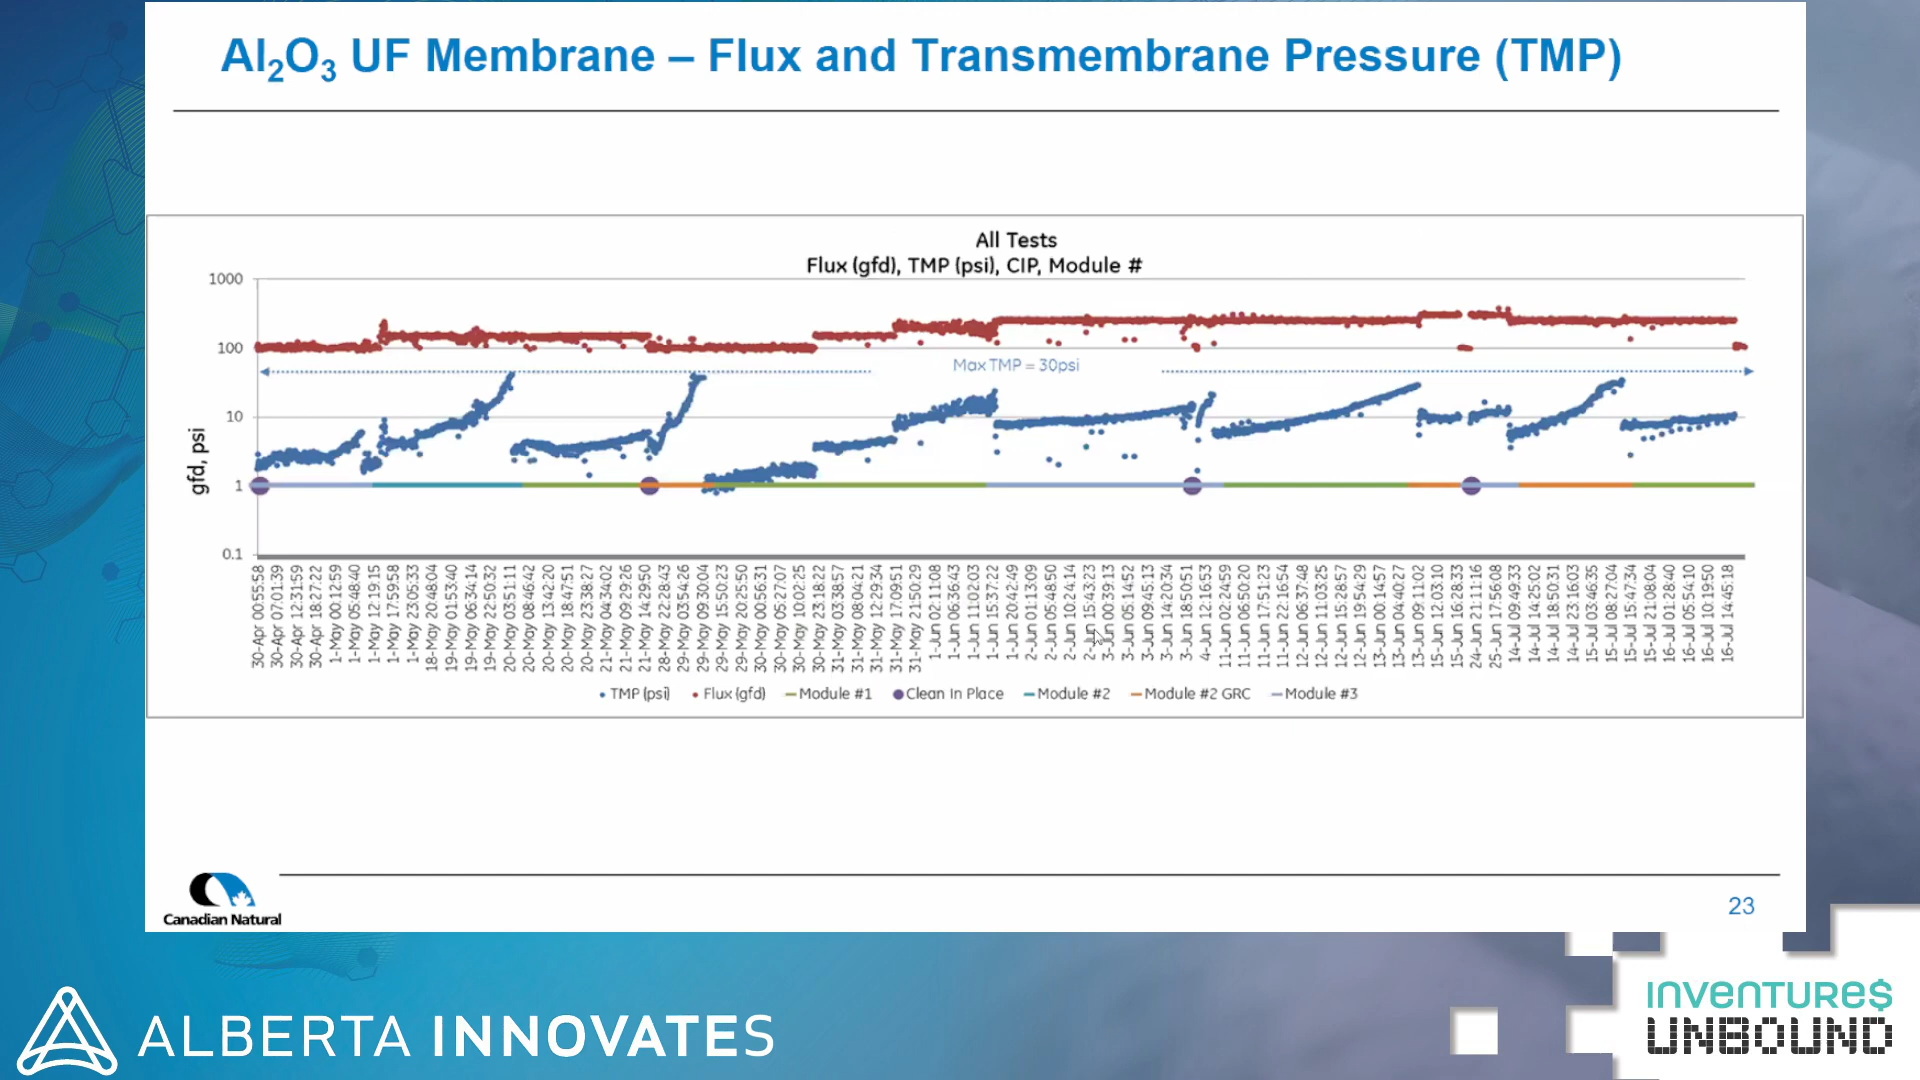 Al₂O₃ UF Membrane – Flux and Transmembrane Pressure (TMP)
All Tests
Flux (gfd), TMP (psi), CIP, Module #
1000
100
10
1
0.1
gfd, psi
Max TMP = 30psi
30-Apr 00:55:58
30-Apr 07:01:39
30-Apr 12:31:59
30-Apr 18:27:22
1-May 00:12:59
1-May 05:48:40
1-May 12:19:15
1-May 17:59:58
1-May 23:05:33
18-May 20:48:04
19-May 01:53:40
19-May 06:34:14
19-May 22:50:32
20-May 03:51:11
20-May 08:46:42
20-May 13:42:20
20-May 18:47:51
20-May 23:38:27
21-May 04:34:02
21-May 09:29:26
21-May 14:29:50
28-May 22:28:43
29-May 03:54:26
29-May 09:30:04
29-May 15:50:23
29-May 20:25:50
30-May 00:56:31
30-May 05:27:07
30-May 10:02:25
30-May 23:18:22
31-May 03:38:57
31-May 08:04:21
31-May 12:29:34
31-May 17:09:51
31-May 21:50:29
1-Jun 02:11:08
1-Jun 06:36:43
1-Jun 11:02:03
1-Jun 15:37:22
1-Jun 20:42:49
2-Jun 01:13:09
2-Jun 05:48:50
2-Jun 10:24:14
2-Jun 15:43:23
3-Jun 00:39:13
3-Jun 05:14:52
3-Jun 09:45:13
3-Jun 14:20:34
3-Jun 18:50:51
4-Jun 12:16:53
11-Jun 02:24:59
11-Jun 06:50:20
11-Jun 17:51:23
11-Jun 22:16:54
12-Jun 06:37:48
12-Jun 11:03:25
12-Jun 15:28:57
12-Jun 19:54:29
13-Jun 00:14:57
13-Jun 04:40:27
13-Jun 09:11:02
15-Jun 12:03:10
15-Jun 16:28:33
24-Jun 21:11:16
25-Jun 17:56:08
14-Jul 09:49:33
14-Jul 14:25:02
14-Jul 18:50:31
14-Jul 23:16:03
15-Jul 03:46:35
15-Jul 08:27:04
15-Jul 15:47:34
15-Jul 21:08:04
16-Jul 01:28:40
16-Jul 05:54:10
16-Jul 10:19:50
16-Jul 14:45:18
TMP (psi) Flux (gfd) Module #1 Clean In Place Module #2 Module #2 GRC Module #3
Canadian Natural
23
ALBERTA INNOVATES
INVENTURE$
UNBOUND